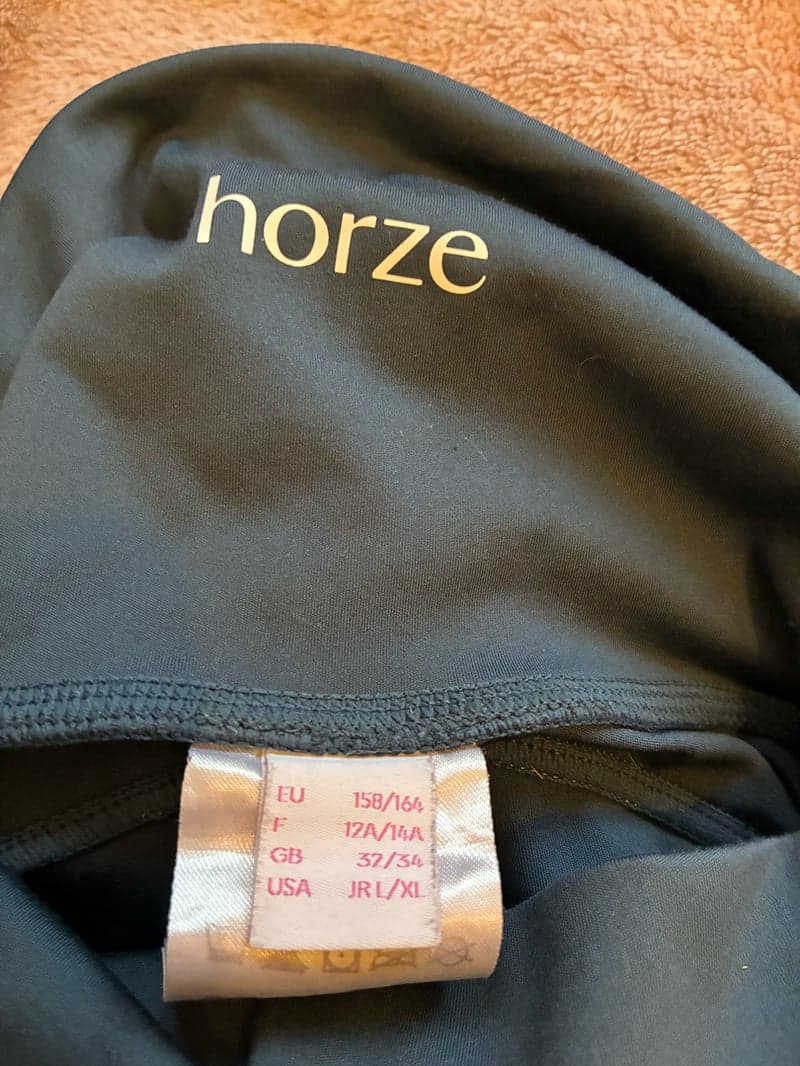 horze
EU 158/164
F 12A/14A
GB 32/34
USA JR L/XL